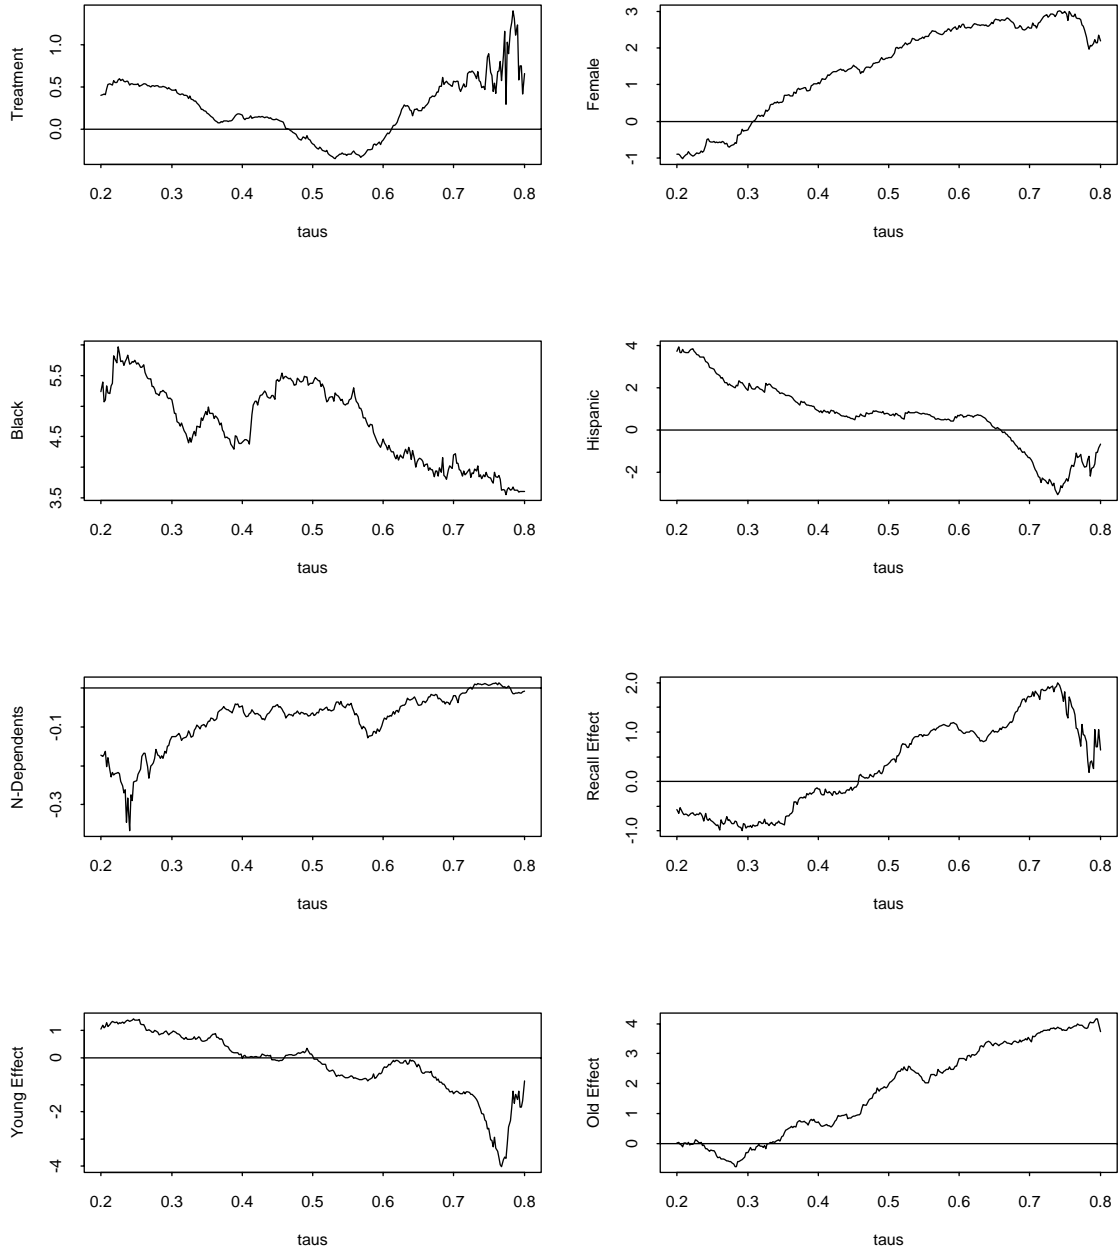 Treatment
0.0 0.5 1.0
0.2 0.3 0.4 0.5 0.6 0.7 0.8
taus
Female
-1 0 1 2 3
0.2 0.3 0.4 0.5 0.6 0.7 0.8
taus
Black
3.5 4.5 5.5
0.2 0.3 0.4 0.5 0.6 0.7 0.8
taus
Hispanic
-2 0 2 4
0.2 0.3 0.4 0.5 0.6 0.7 0.8
taus
N-Dependents
-0.3 -0.1
0.2 0.3 0.4 0.5 0.6 0.7 0.8
taus
Recall Effect
-1.0 0.0 1.0 2.0
0.2 0.3 0.4 0.5 0.6 0.7 0.8
taus
Young Effect
-4 -2 0 1
0.2 0.3 0.4 0.5 0.6 0.7 0.8
taus
Old Effect
0 1 2 3 4
0.2 0.3 0.4 0.5 0.6 0.7 0.8
taus